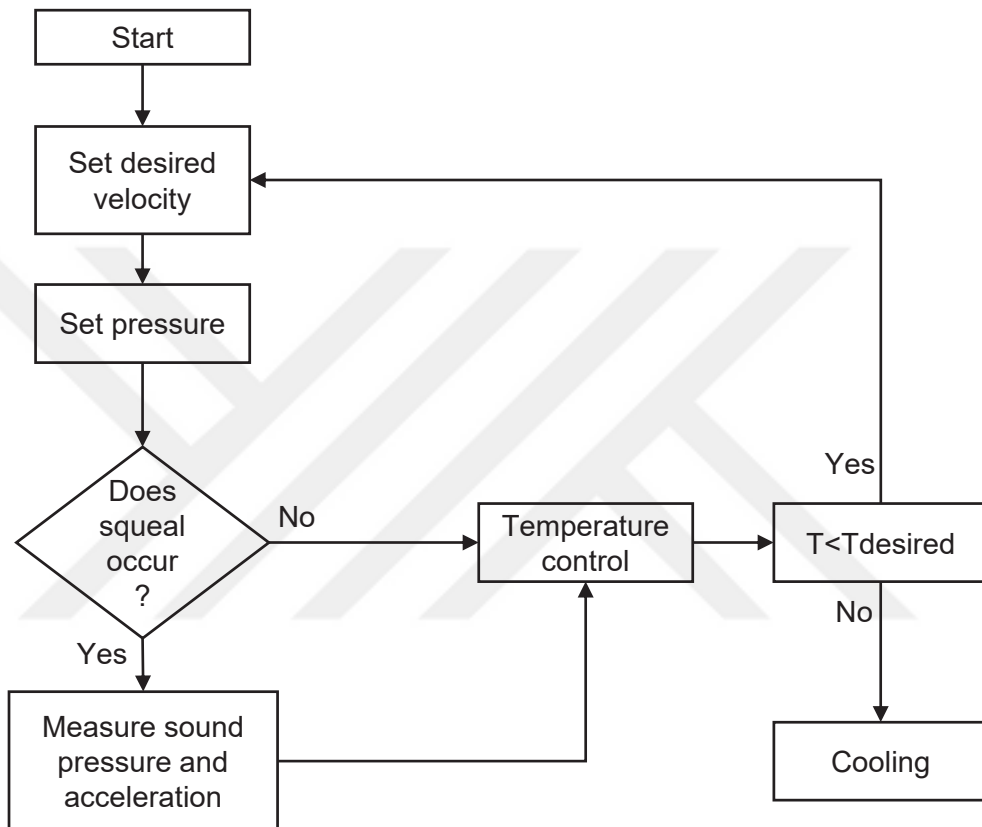 Start
Set desired
velocity
Set pressure
Does
squeal
occur
?
No
Yes
Measure sound
pressure and
acceleration
Temperature
control
T<Tdesired
Yes
No
Cooling